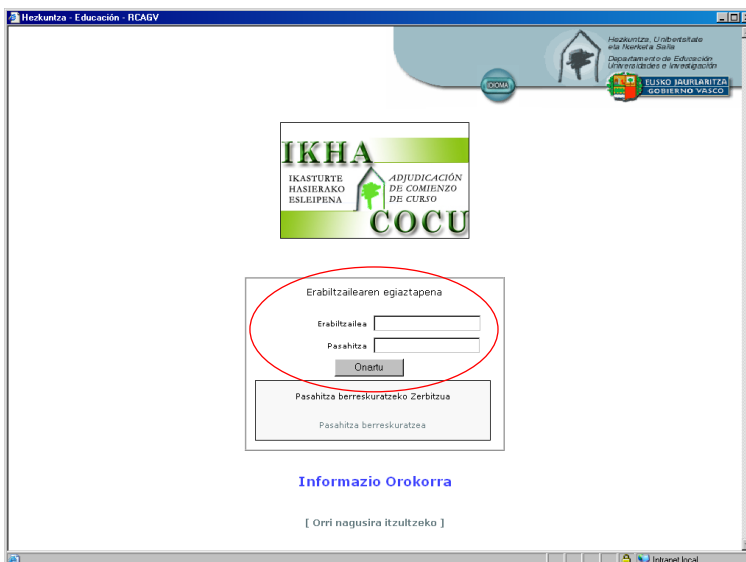 Hezkuntza - Educación - RCAGV
Hezkuntza, Unibertsitate
eta Ikerketa Saila
Departamento de Educación
Universidades e Investigación
IDIOMA
EUSKO JAURLARITZA
GOBIERNO VASCO
IKHA
IKASTURTE
HASIERAKO
ESLEIPENA
ADJUDICACIÓN
DE COMIENZO
DE CURSO
COCU
Erabiltzailearen egiaztapena
Erabiltzailea
Pasahitza
Onartu
Pasahitza berreskuratzeko Zerbitzua
Pasahitza berreskuratzea
Informazio Orokorra
[ Orri nagusira itzultzeko ]
Intranet local